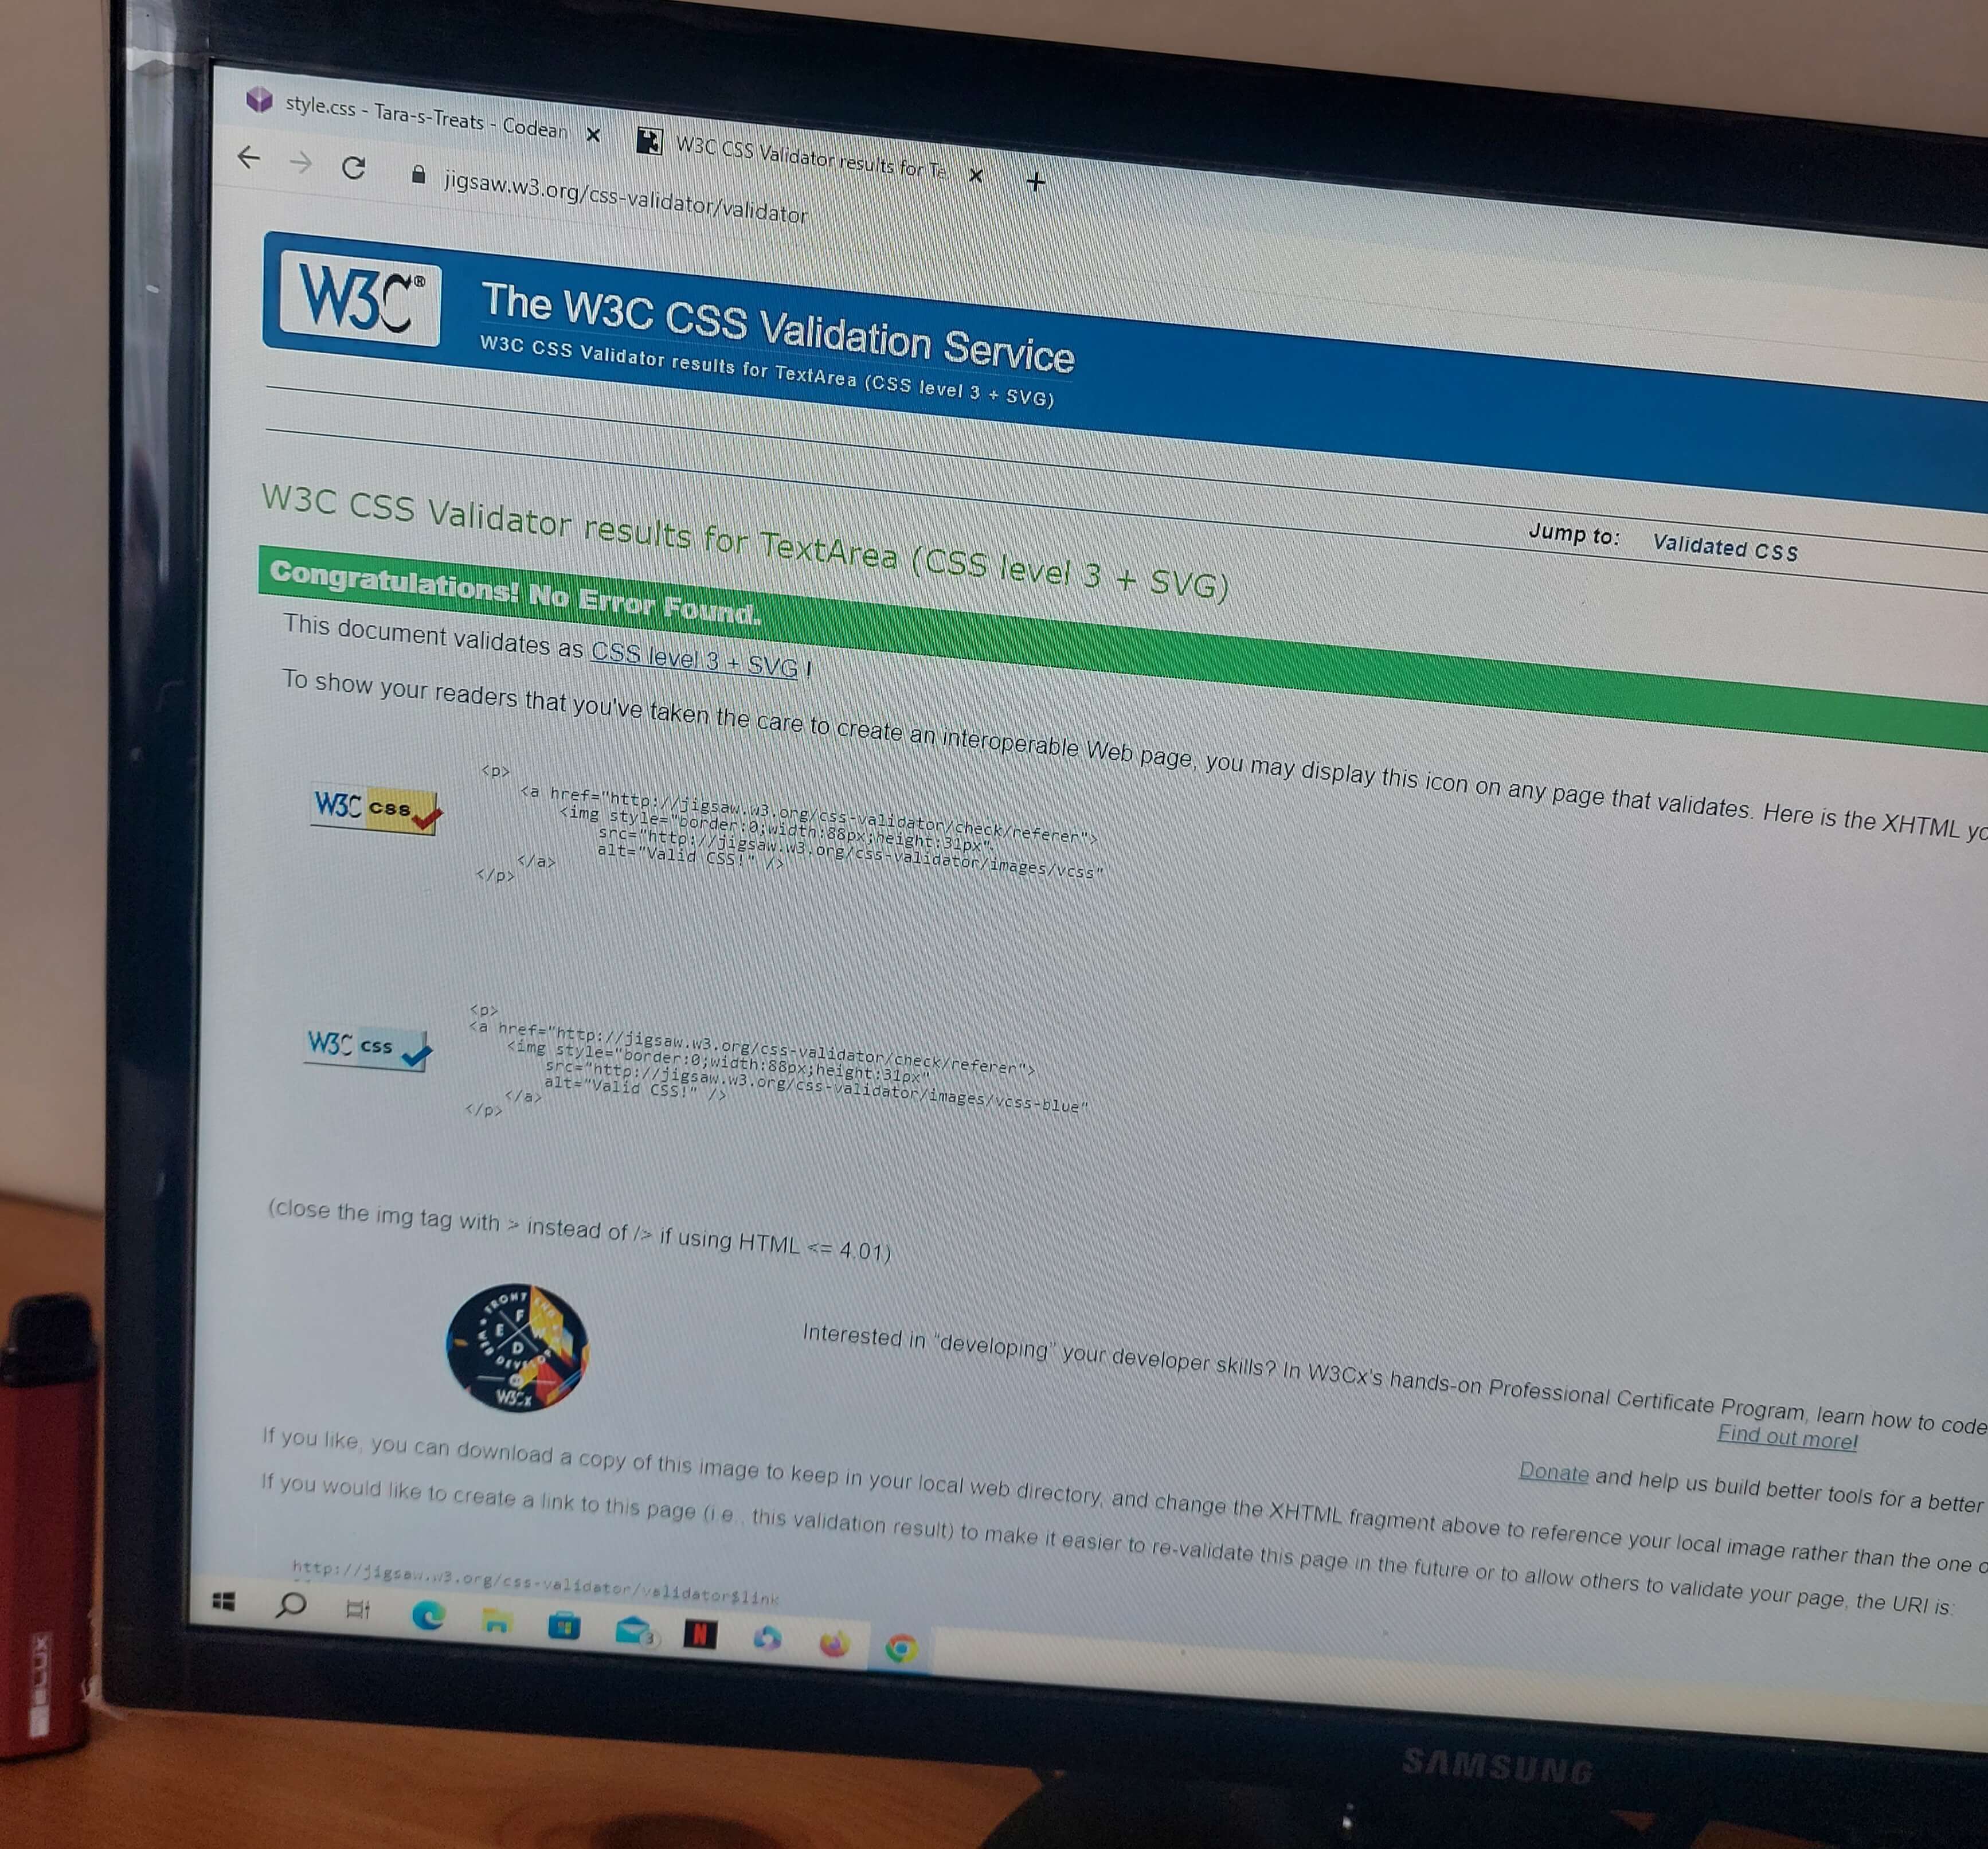 style.css - Tara-s-Treats - Codean
W3C CSS Validator results for Te
jigsaw.w3.org/css-validator/validator
W3C®
The W3C CSS Validation Service
W3C CSS Validator results for TextArea (CSS level 3 + SVG)
Jump to: Validated CSS
W3C CSS Validator results for TextArea (CSS level 3 + SVG)
Congratulations! No Error Found.
This document validates as CSS level 3 + SVG !
To show your readers that you've taken the care to create an interoperable Web page, you may display this icon on any page that validates. Here is the XHTML yo
W3C css
<p>
<a href="http://jigsaw.w3.org/css-validator/check/referer">
<img style="border:0;width:88px;height:31px"
src="http://jigsaw.w3.org/css-validator/images/vcss"
alt="Valid CSS!" />
</a>
</p>
W3C css
<p>
<a href="http://jigsaw.w3.org/css-validator/check/referer">
<img style="border:0;width:88px;height:31px"
src="http://jigsaw.w3.org/css-validator/images/vcss-blue"
alt="Valid CSS!" />
</a>
</p>
(close the img tag with > instead of /> if using HTML <= 4.01)
FRONT END
F
E W
D
WEB DEVELOPER
W3Cx
Interested in “developing” your developer skills? In W3Cx's hands-on Professional Certificate Program, learn how to code
Find out more!
Donate and help us build better tools for a better
If you like, you can download a copy of this image to keep in your local web directory, and change the XHTML fragment above to reference your local image rather than the one o
If you would like to create a link to this page (i.e., this validation result) to make it easier to re-validate this page in the future or to allow others to validate your page, the URI is:
http://jigsaw.w3.org/css-validator/validator$link
3
N
SAMSUNG